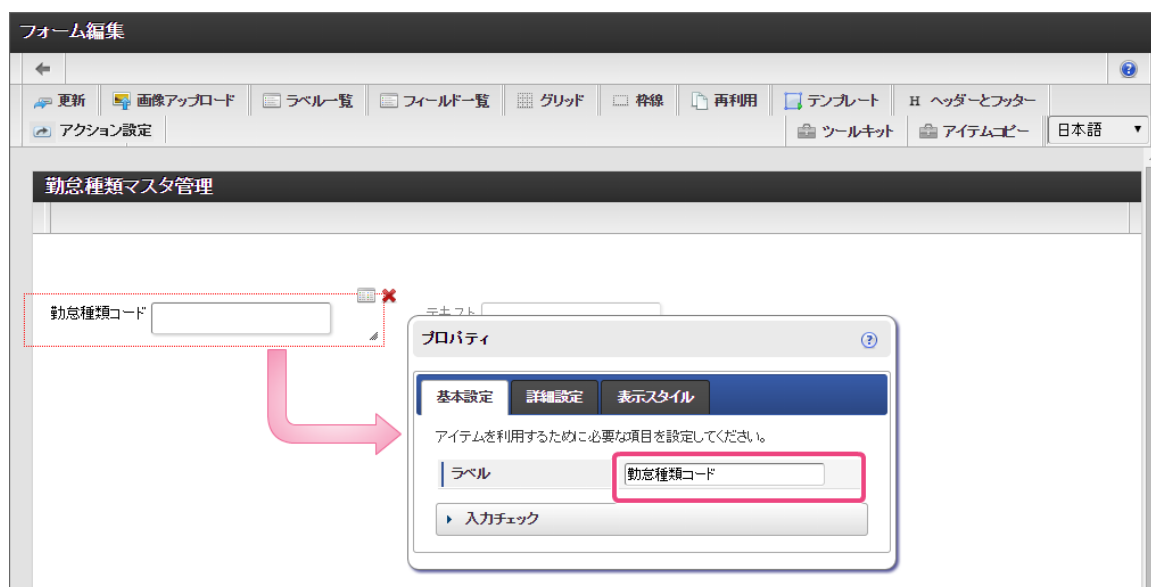 フォーム編集
更新 画像アップロード ラベル一覧 フィールド一覧 グリッド 枠線 再利用 テンプレート H ヘッダーとフッター
アクション設定 ツールキット アイテムコピー 日本語
勤怠種類マスタ管理
勤怠種類コード テキスト
プロパティ
基本設定 詳細設定 表示スタイル
アイテムを利用するために必要な項目を設定してください。
ラベル 勤怠種類コード
入力チェック